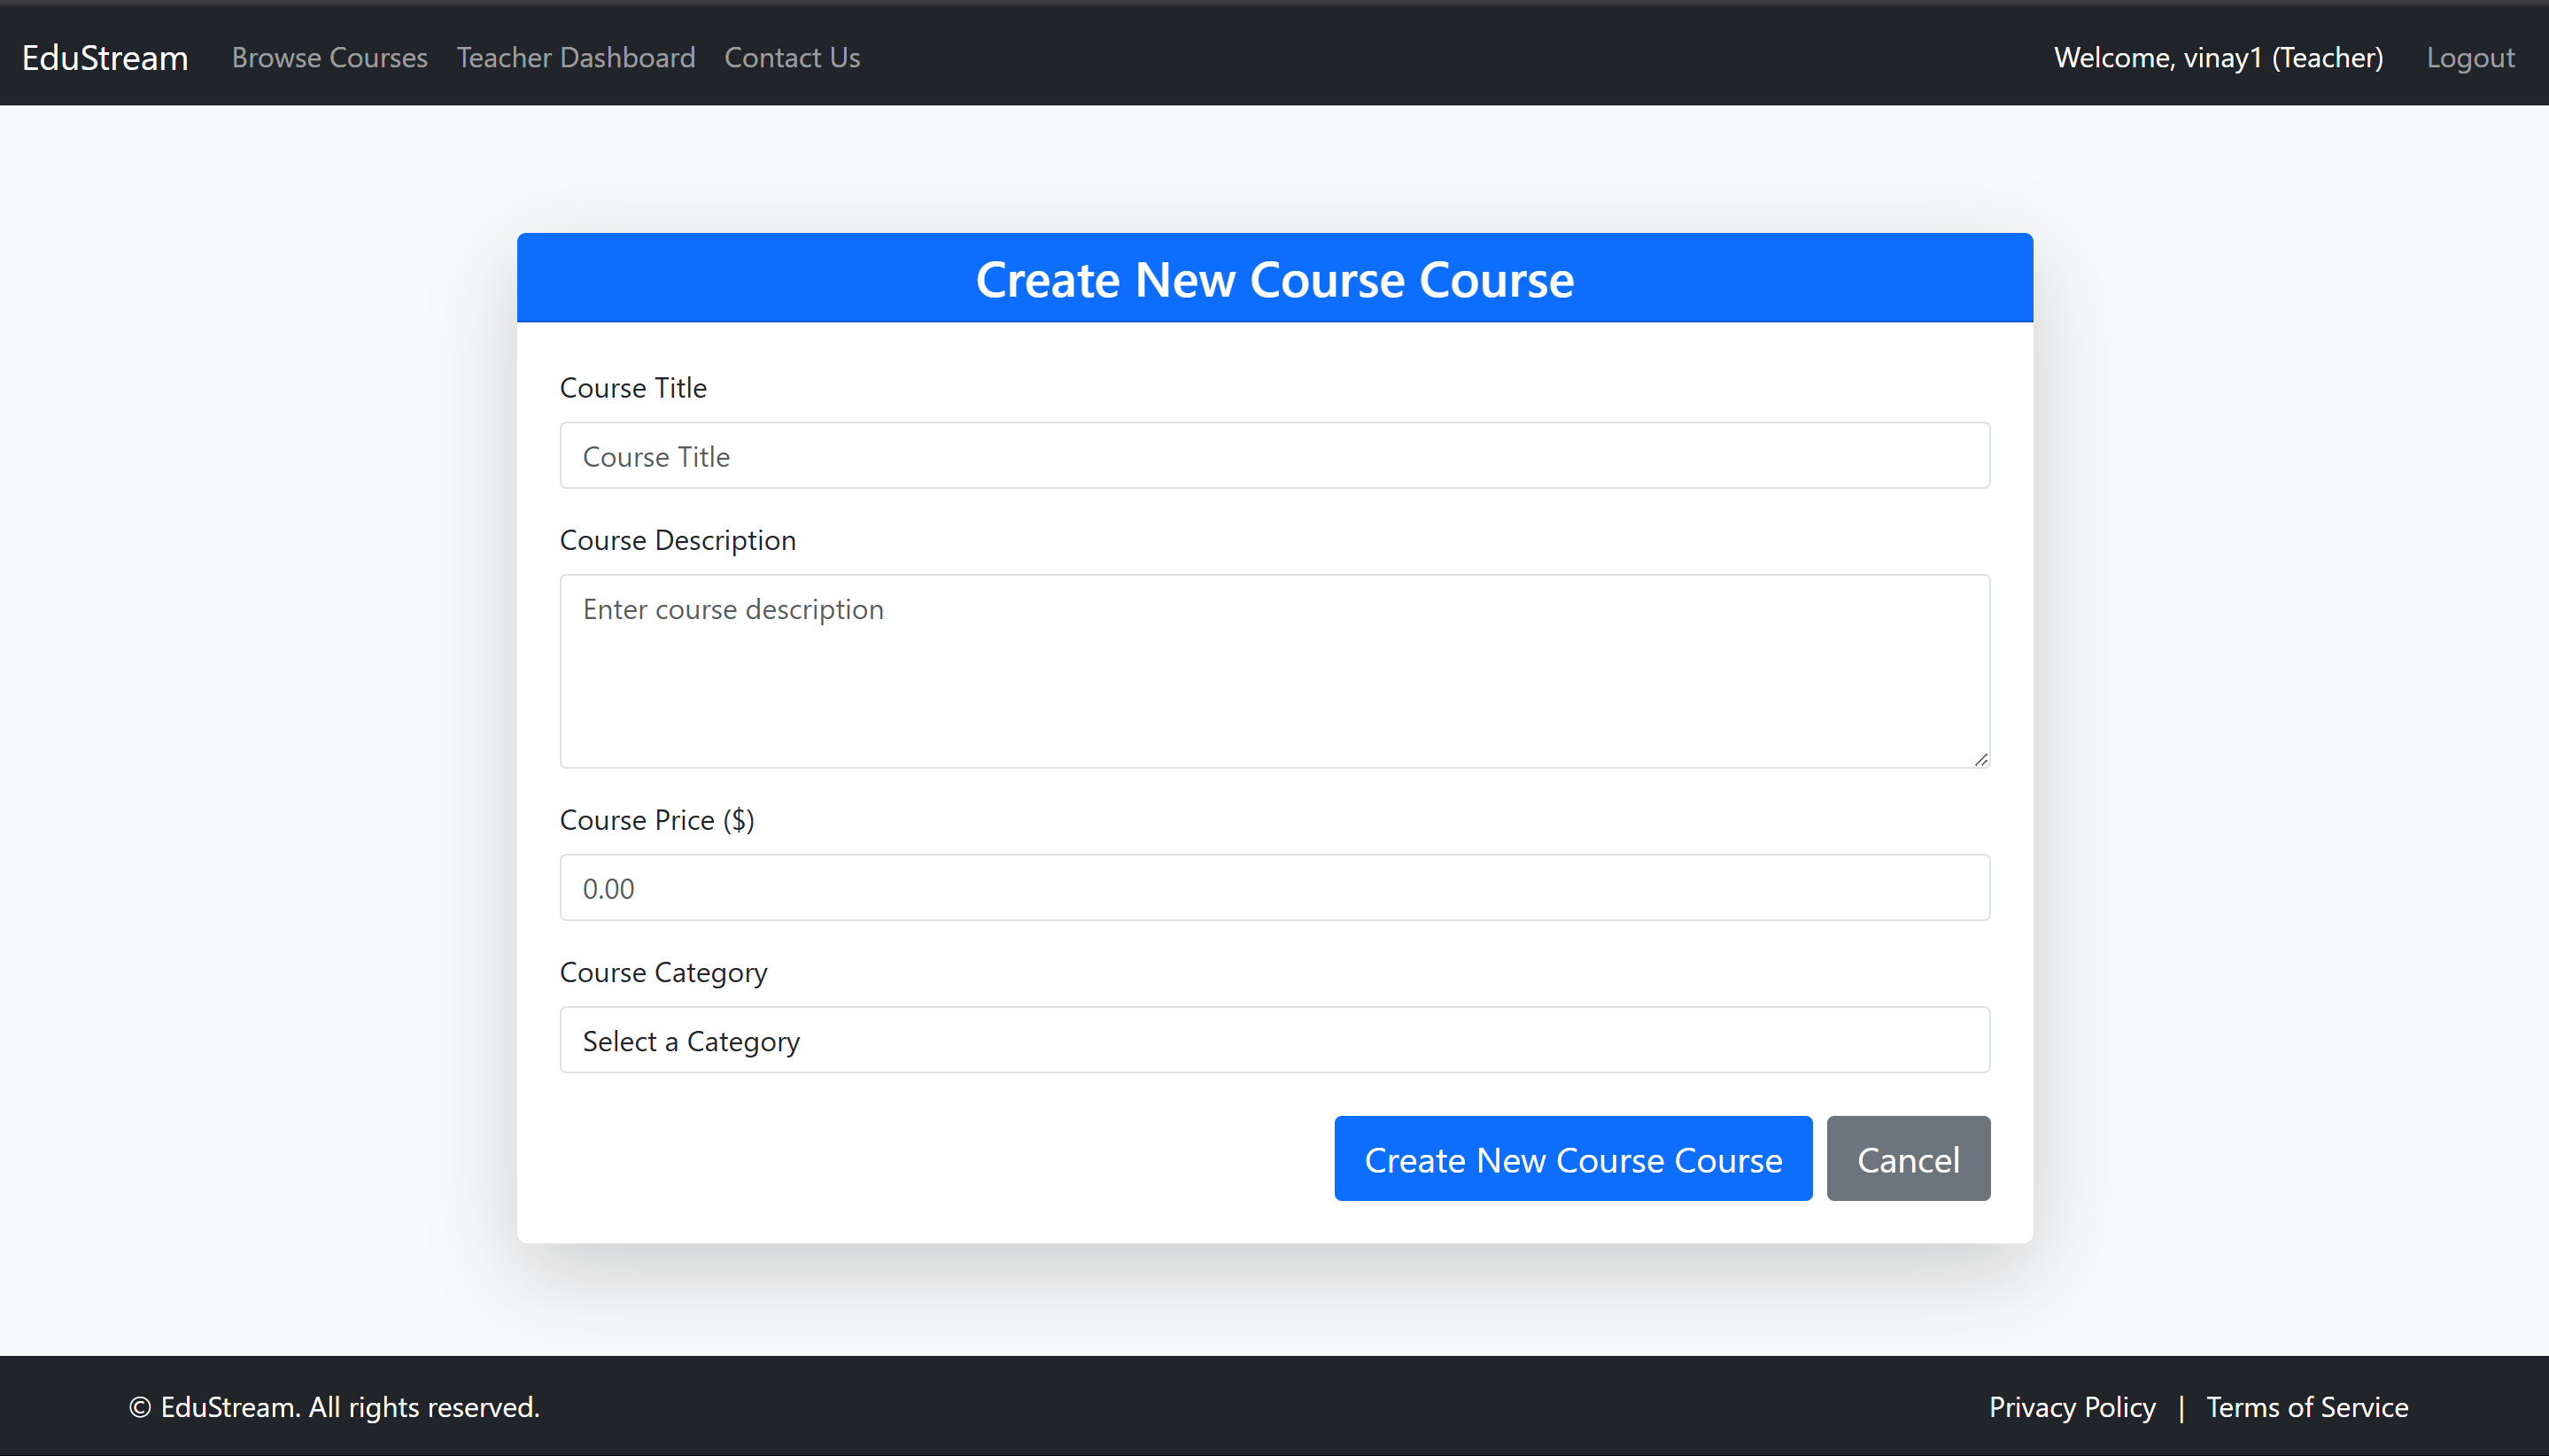 EduStream Browse Courses Teacher Dashboard Contact Us Welcome, vinay1 (Teacher) Logout
Create New Course Course
Course Title
Course Title
Course Description
Enter course description
Course Price ($)
0.00
Course Category
Select a Category
Create New Course Course Cancel
© EduStream. All rights reserved. Privacy Policy | Terms of Service